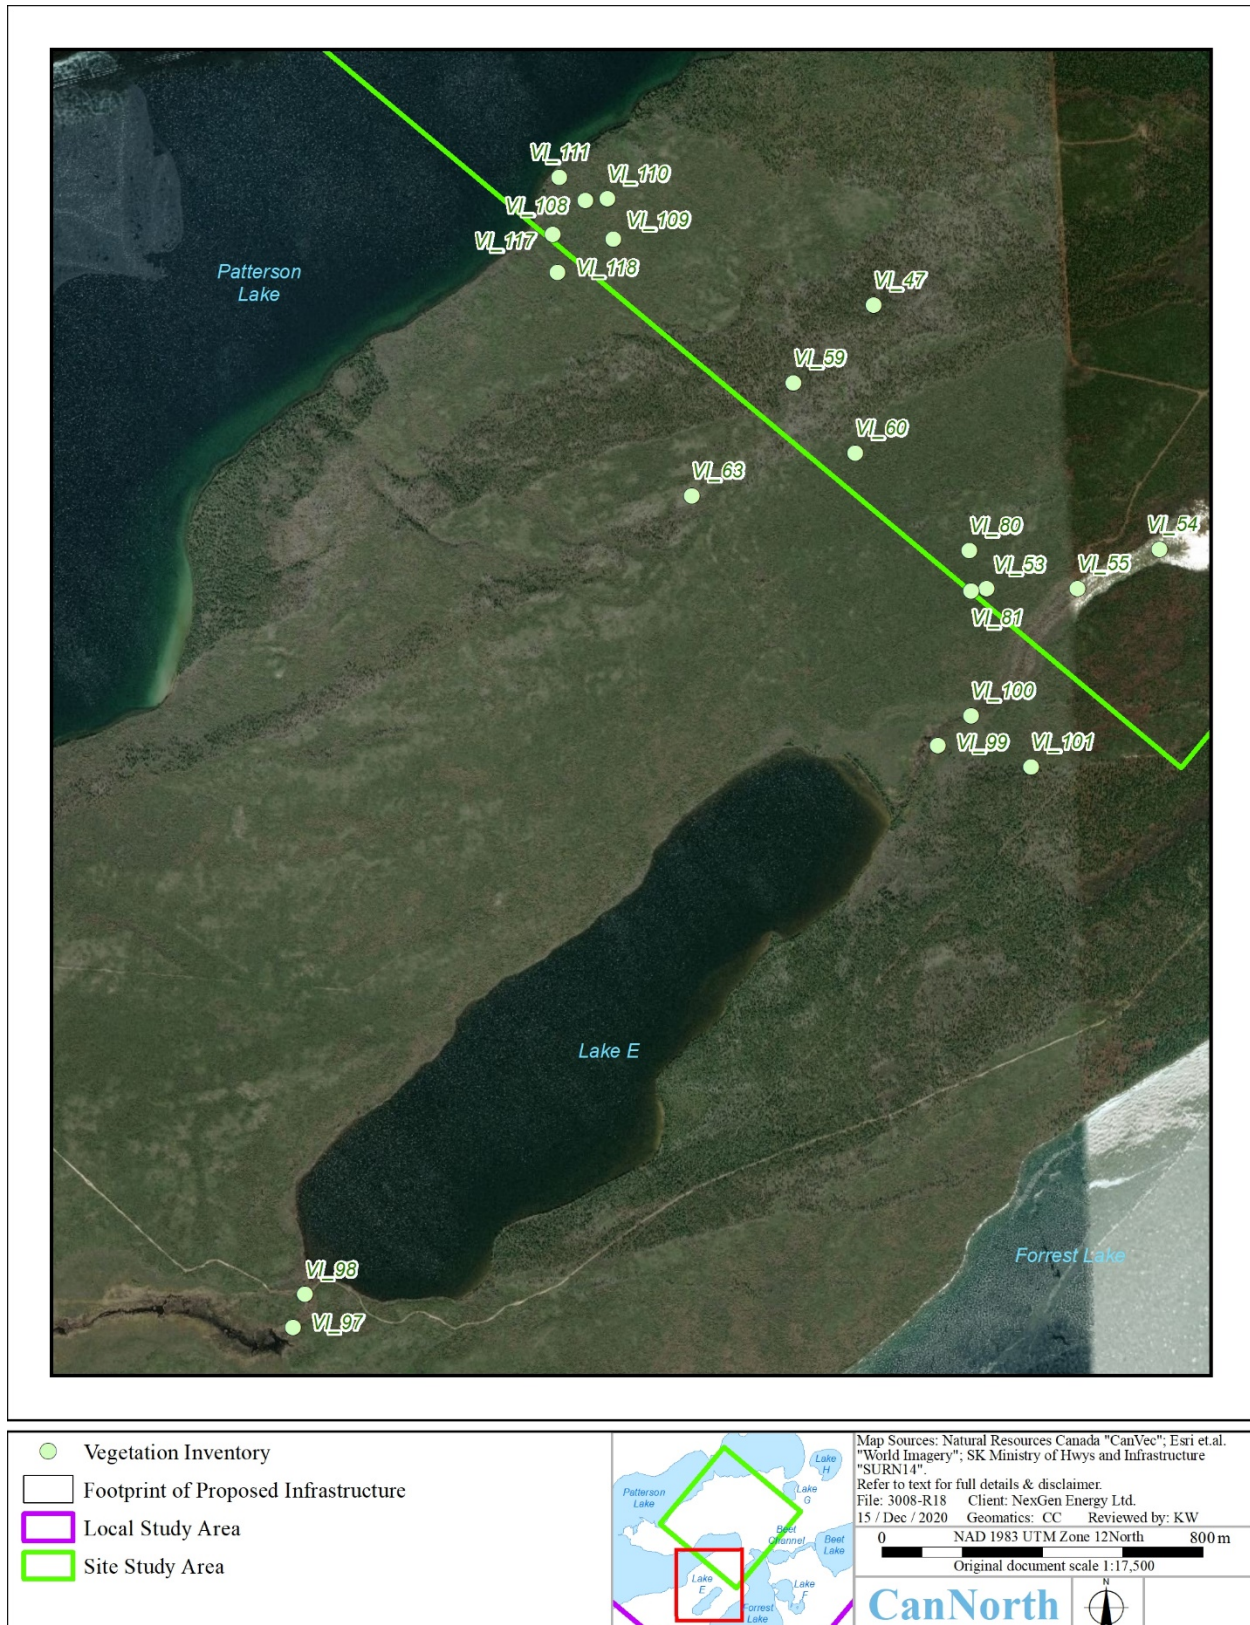 VI_111
VI_110
VI_108
VI_109
VI_117
VI_118
Patterson
Lake
VI_47
VI_59
VI_60
VI_63
VI_80
VI_54
VI_53
VI_55
VI_81
VI_100
VI_99
VI_101
Lake E
Forrest Lake
VI_98
VI_97
Vegetation Inventory
Footprint of Proposed Infrastructure
Local Study Area
Site Study Area
Lake
H
Patterson
Lake
Lake
G
Beet
Channel
Beet
Lake
Lake
E
Lake
F
Forrest
Lake
Map Sources: Natural Resources Canada "CanVec"; Esri et.al.
"World Imagery"; SK Ministry of Hwys and Infrastructure
"SURN14".
Refer to text for full details & disclaimer.
File: 3008-R18 Client: NexGen Energy Ltd.
15 / Dec / 2020 Geomatics: CC Reviewed by: KW
0 NAD 1983 UTM Zone 12North 800 m
Original document scale 1:17,500
CanNorth
N